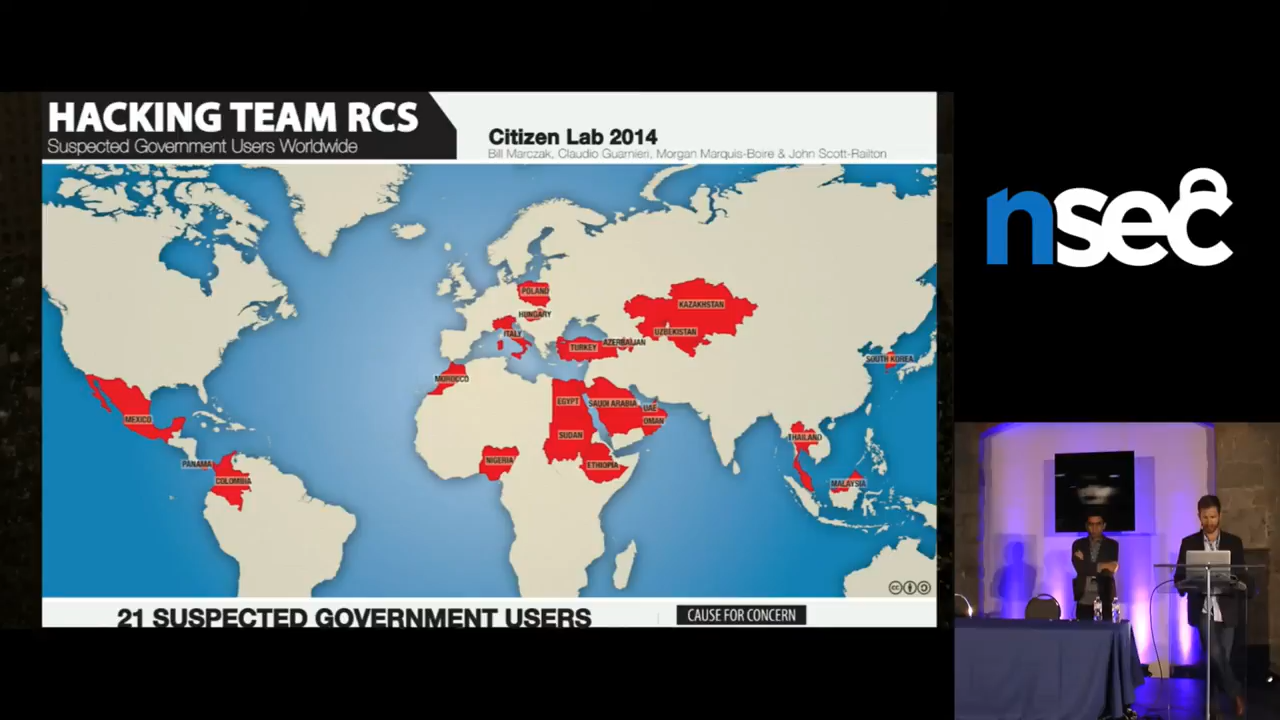 HACKING TEAM RCS
Suspected Government Users Worldwide
Citizen Lab 2014
Bill Marczak, Claudio Guarnieri, Morgan Marquis-Boire & John Scott-Railton
nsec
POLAND
HUNGARY
ITALY
KAZAKHSTAN
UZBEKISTAN
TURKEY
AZERBAIJAN
SOUTH KOREA
MOROCCO
MEXICO
EGYPT
SAUDI ARABIA
UAE
OMAN
SUDAN
THAILAND
NIGERIA
ETHIOPIA
PANAMA
COLOMBIA
MALAYSIA
21 SUSPECTED GOVERNMENT USERS
CAUSE FOR CONCERN